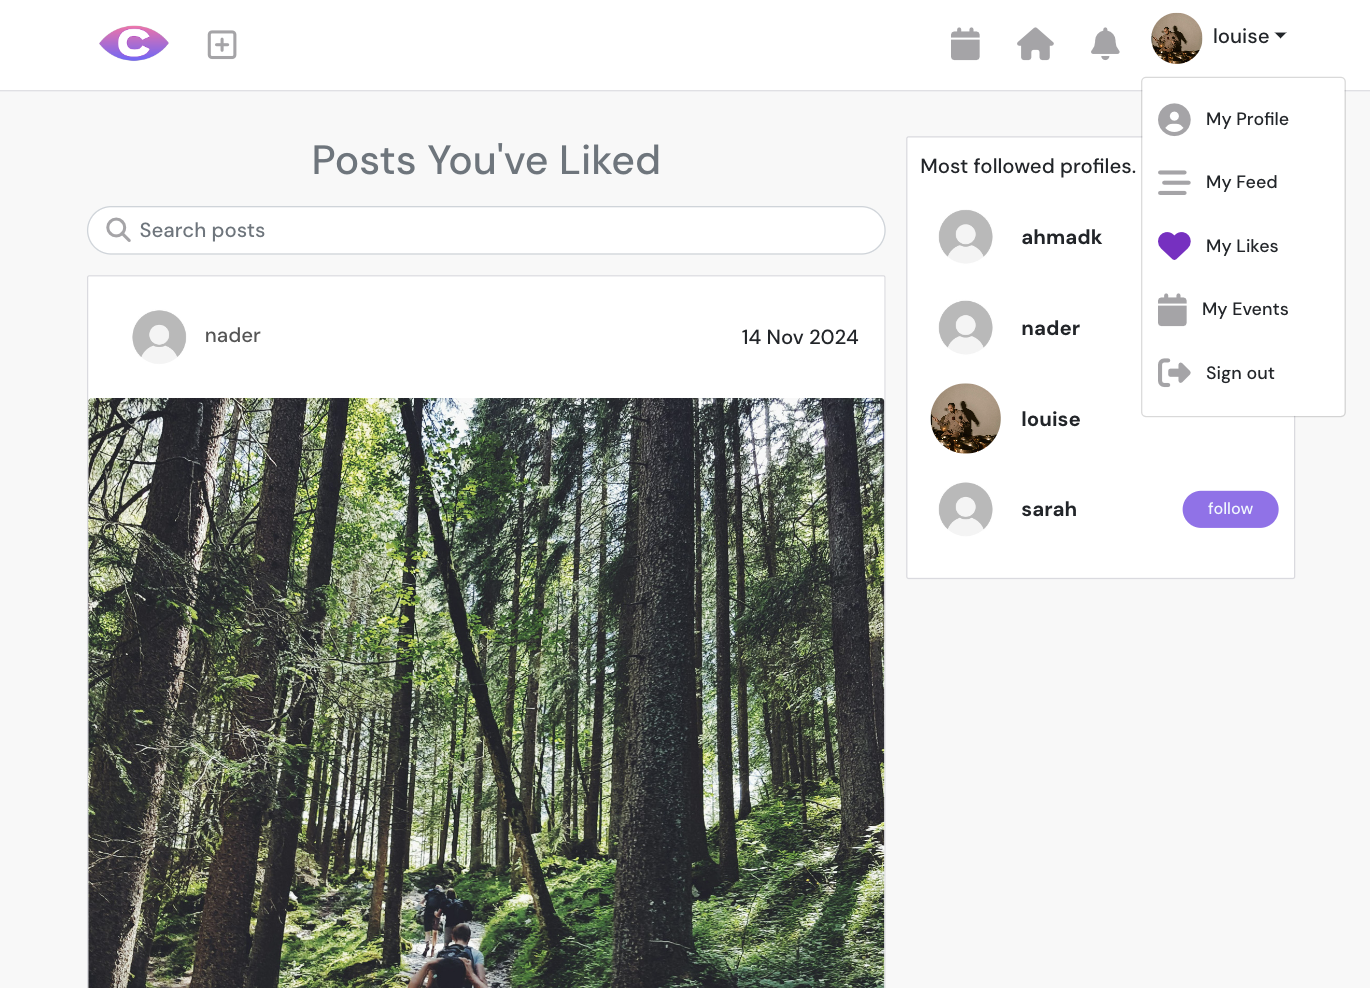 C
louise
My Profile
My Feed
My Likes
My Events
Sign out
Posts You've Liked
Search posts
nader
14 Nov 2024
Most followed profiles.
ahmadk
nader
louise
sarah
follow